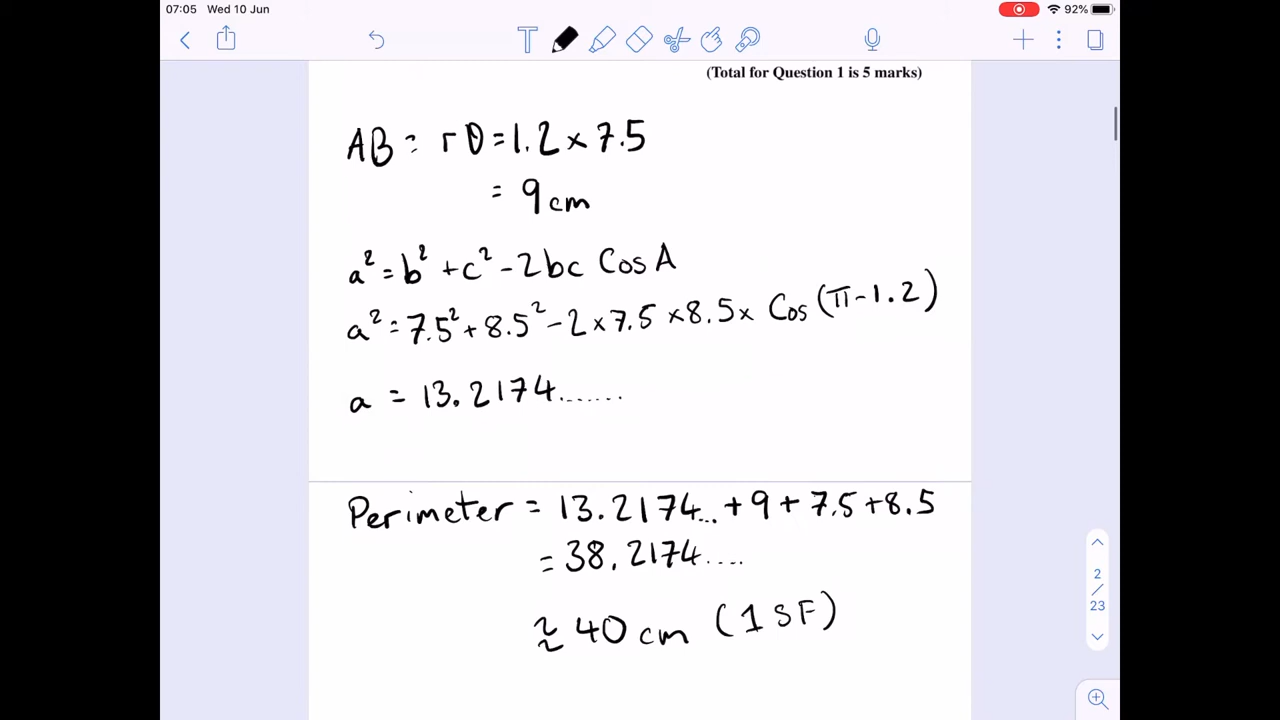 07:05 Wed 10 Jun 92%
(Total for Question 1 is 5 marks)
AB = rθ = 1.2 × 7.5
= 9cm
a² = b² + c² - 2bc Cos A
a² = 7.5² + 8.5² - 2 × 7.5 × 8.5 × Cos (π - 1.2)
a = 13.2174.......
Perimeter = 13.2174... + 9 + 7.5 + 8.5
= 38.2174....
≈ 40 cm (1 SF)
2
/
23